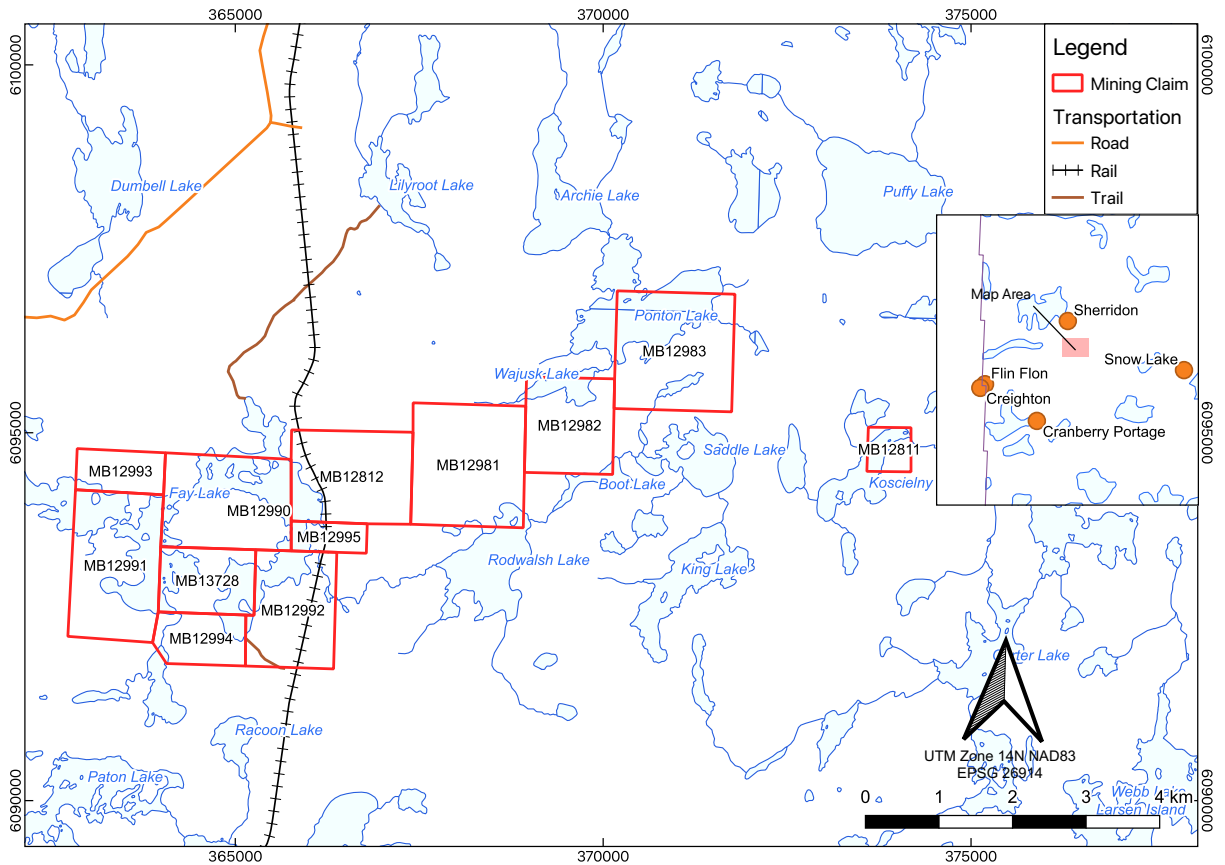 365000
370000
375000
6100000
6100000
Legend
Mining Claim
Transportation
Road
Rail
Trail
Dumbell Lake
Lilyroot Lake
Archie Lake
Puffy Lake
Map Area
Sherridon
Ponton Lake
MB12983
Snow Lake
Wajusk Lake
Flin Flon
Creighton
MB12982
Cranberry Portage
6095000
6095000
Saddle Lake
MB12811
MB12993
MB12812
MB12981
Koscielny
Boot Lake
Fay Lake
MB12990
MB12995
Rodwalsh Lake
King Lake
MB12991
MB13728
MB12992
MB12994
rter Lake
Racoon Lake
UTM Zone 14N NAD83
EPSG 26914
Paton Lake
Webb Lake
Larsen Island
0 1 2 3 4 km
6090000
6090000
365000
370000
375000